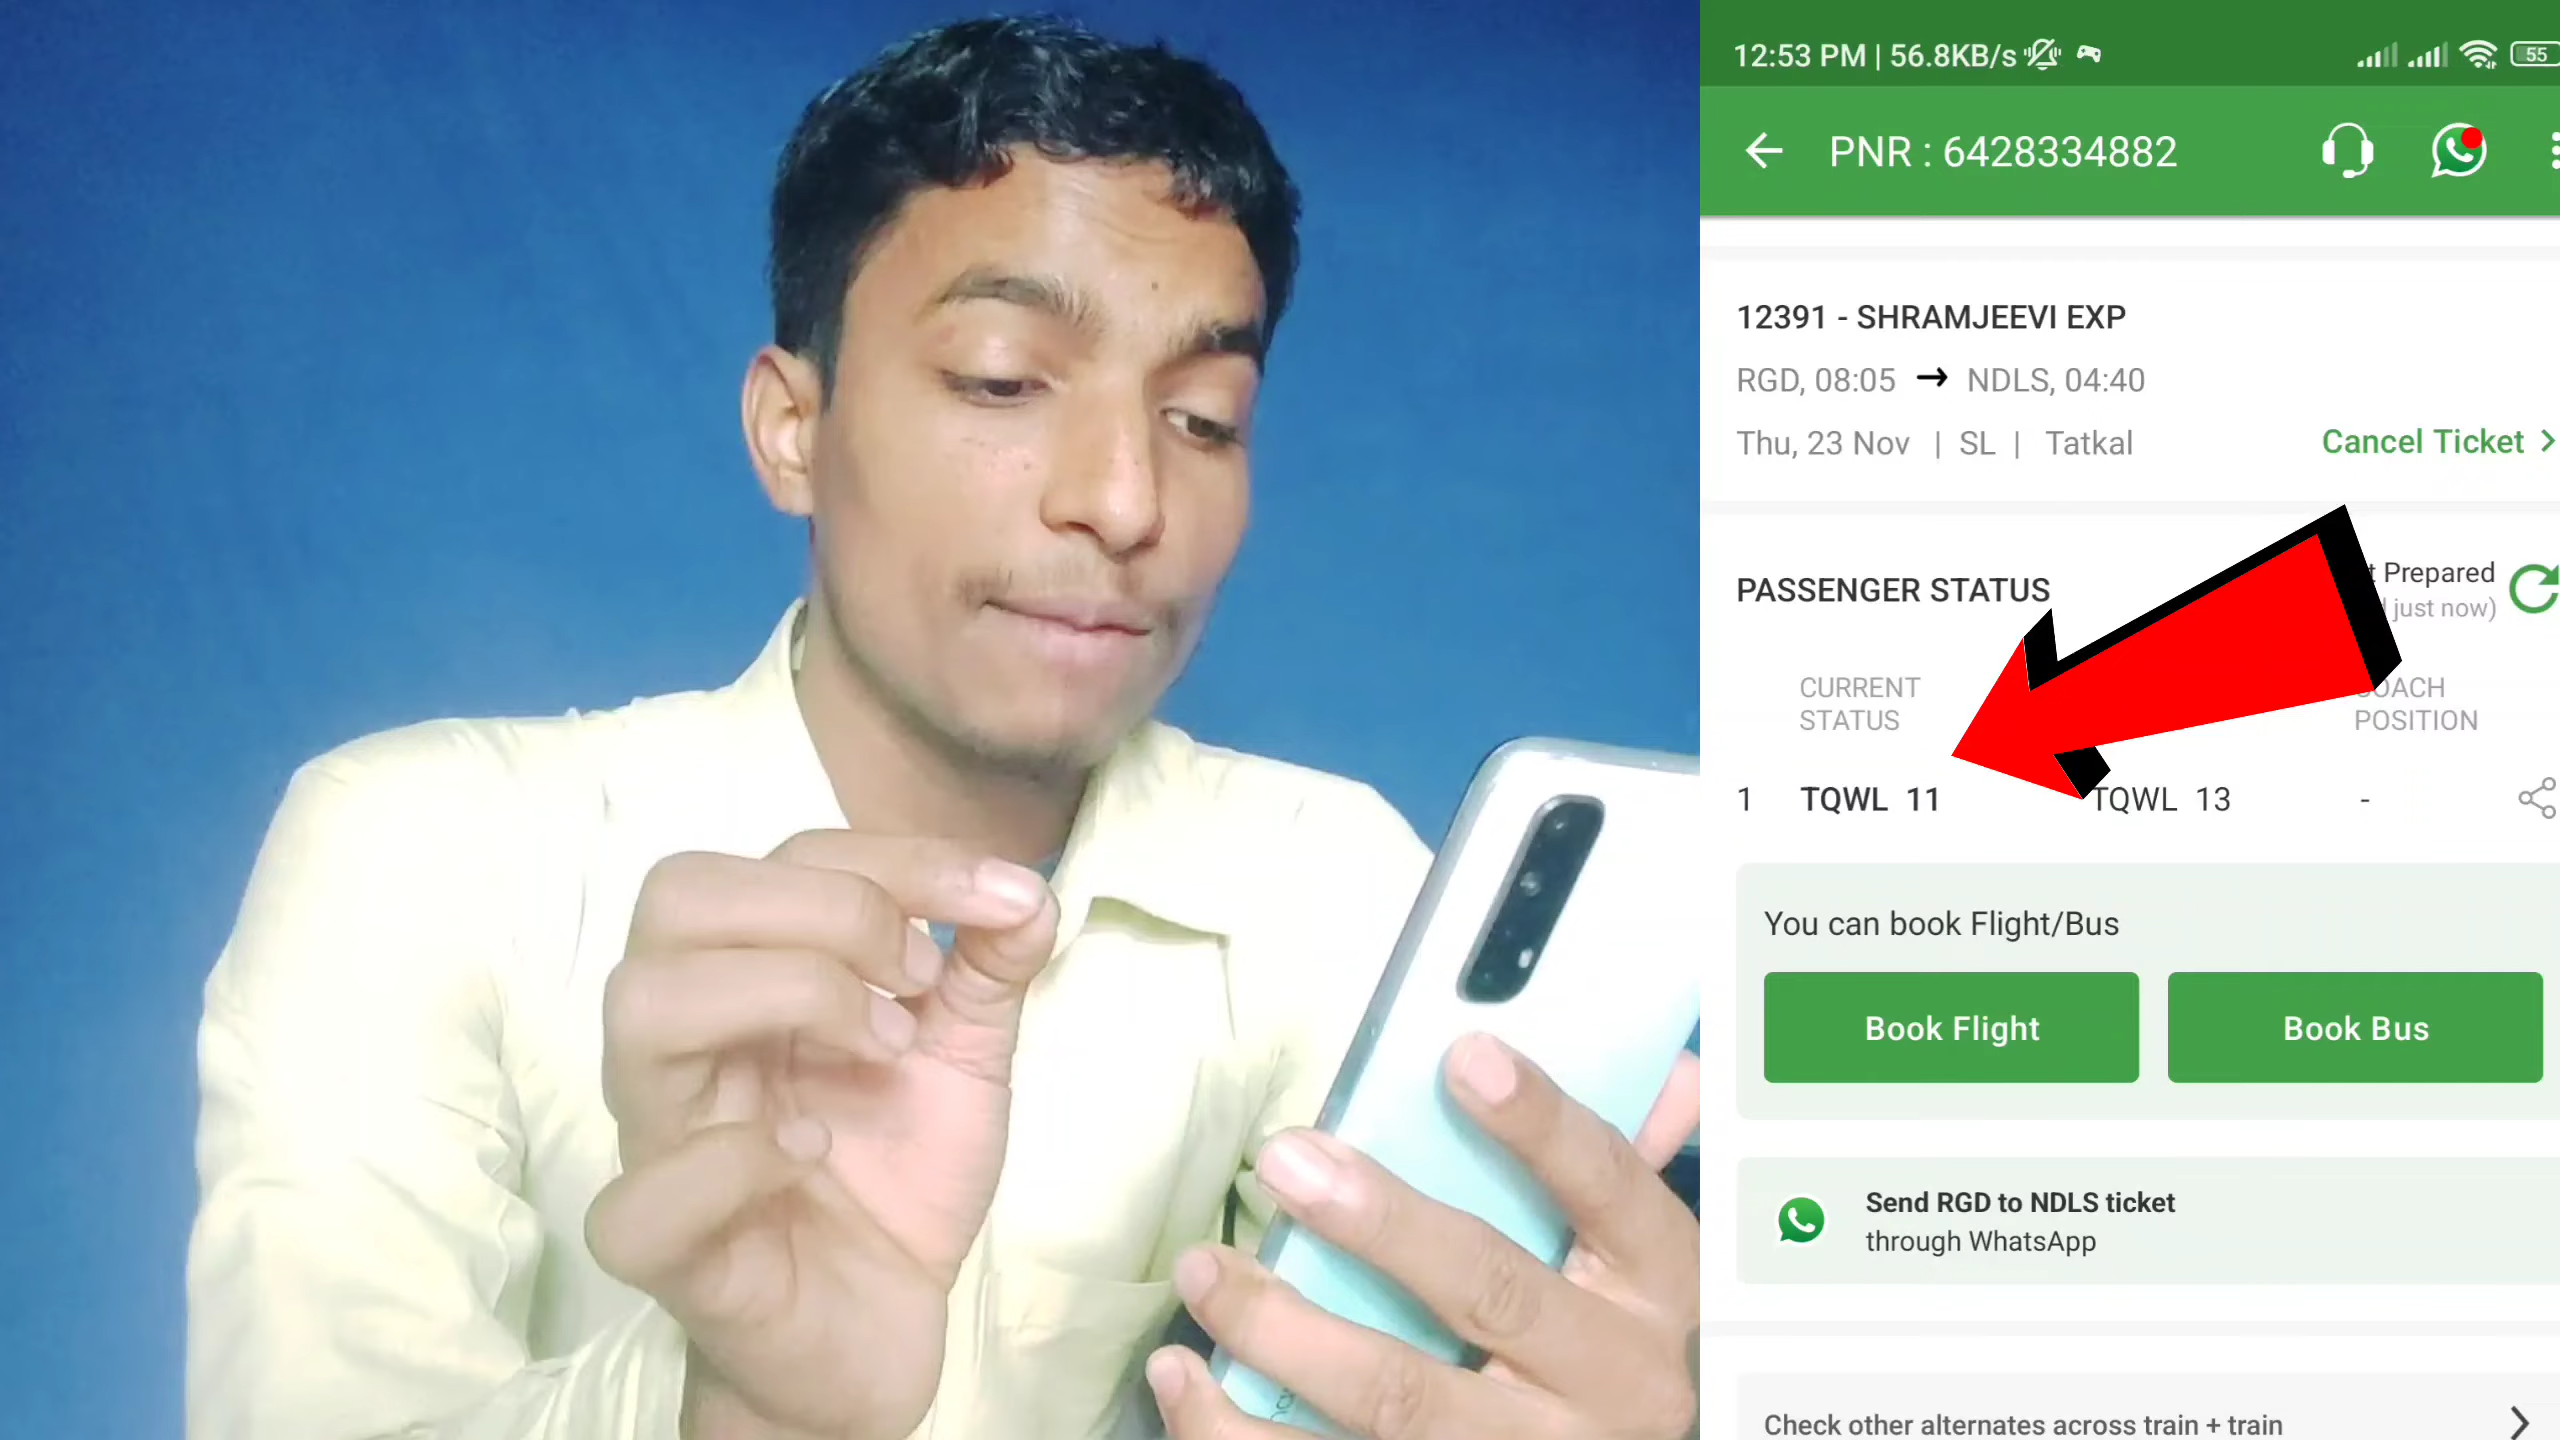 12:53 PM | 56.8KB/s
55
PNR : 6428334882
12391 - SHRAMJEEVI EXP
RGD, 08:05 → NDLS, 04:40
Thu, 23 Nov | SL | Tatkal
Cancel Ticket >
PASSENGER STATUS
Prepared
just now)
CURRENT
STATUS
COACH
POSITION
1 TQWL 11 TQWL 13 -
You can book Flight/Bus
Book Flight
Book Bus
Send RGD to NDLS ticket
through WhatsApp
Check other alternates across train + train